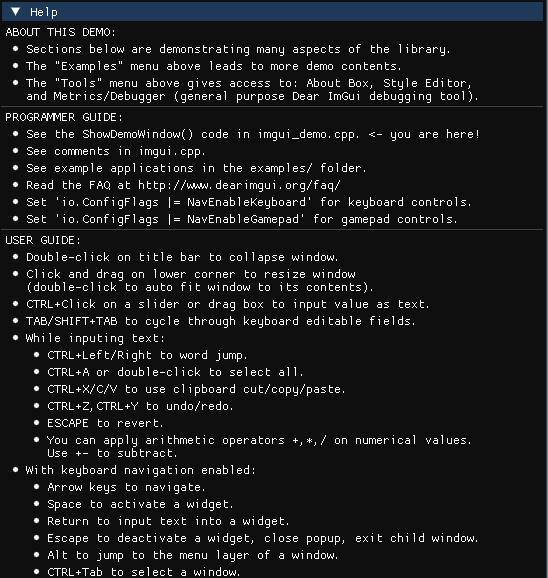 Help
ABOUT THIS DEMO:
Sections below are demonstrating many aspects of the library.
The "Examples" menu above leads to more demo contents.
The "Tools" menu above gives access to: About Box, Style Editor,
and Metrics/Debugger (general purpose Dear ImGui debugging tool).
PROGRAMMER GUIDE:
See the ShowDemoWindow() code in imgui_demo.cpp. <- you are here!
See comments in imgui.cpp.
See example applications in the examples/ folder.
Read the FAQ at http://www.dearimgui.org/faq/
Set 'io.ConfigFlags |= NavEnableKeyboard' for keyboard controls.
Set 'io.ConfigFlags |= NavEnableGamepad' for gamepad controls.
USER GUIDE:
Double-click on title bar to collapse window.
Click and drag on lower corner to resize window
(double-click to auto fit window to its contents).
CTRL+Click on a slider or drag box to input value as text.
TAB/SHIFT+TAB to cycle through keyboard editable fields.
While inputing text:
CTRL+Left/Right to word jump.
CTRL+A or double-click to select all.
CTRL+X/C/V to use clipboard cut/copy/paste.
CTRL+Z,CTRL+Y to undo/redo.
ESCAPE to revert.
You can apply arithmetic operators +,*,/ on numerical values.
Use +- to subtract.
With keyboard navigation enabled:
Arrow keys to navigate.
Space to activate a widget.
Return to input text into a widget.
Escape to deactivate a widget, close popup, exit child window.
Alt to jump to the menu layer of a window.
CTRL+Tab to select a window.